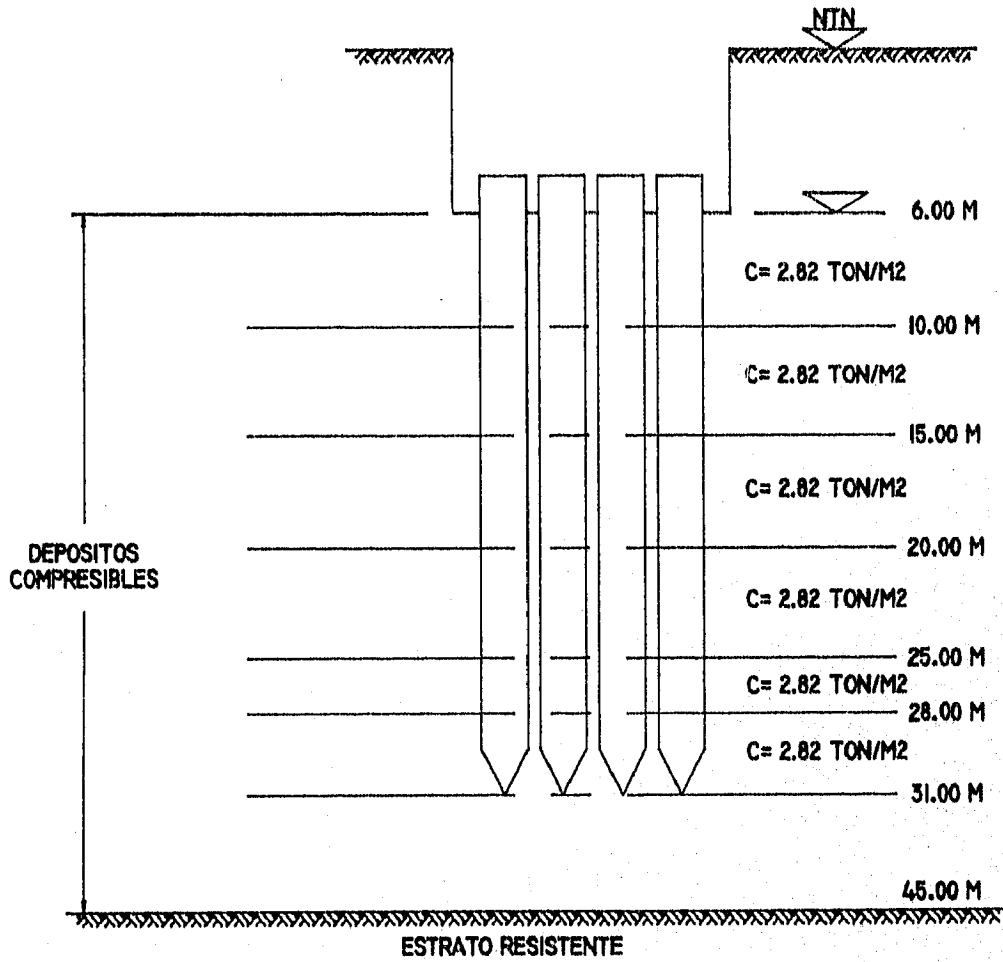 NTN
6.00 M
C= 2.82 TON/M2
10.00 M
C= 2.82 TON/M2
15.00 M
C= 2.82 TON/M2
DEPOSITOS
COMPRESIBLES
20.00 M
C= 2.82 TON/M2
25.00 M
C= 2.82 TON/M2
28.00 M
C= 2.82 TON/M2
31.00 M
45.00 M
ESTRATO RESISTENTE